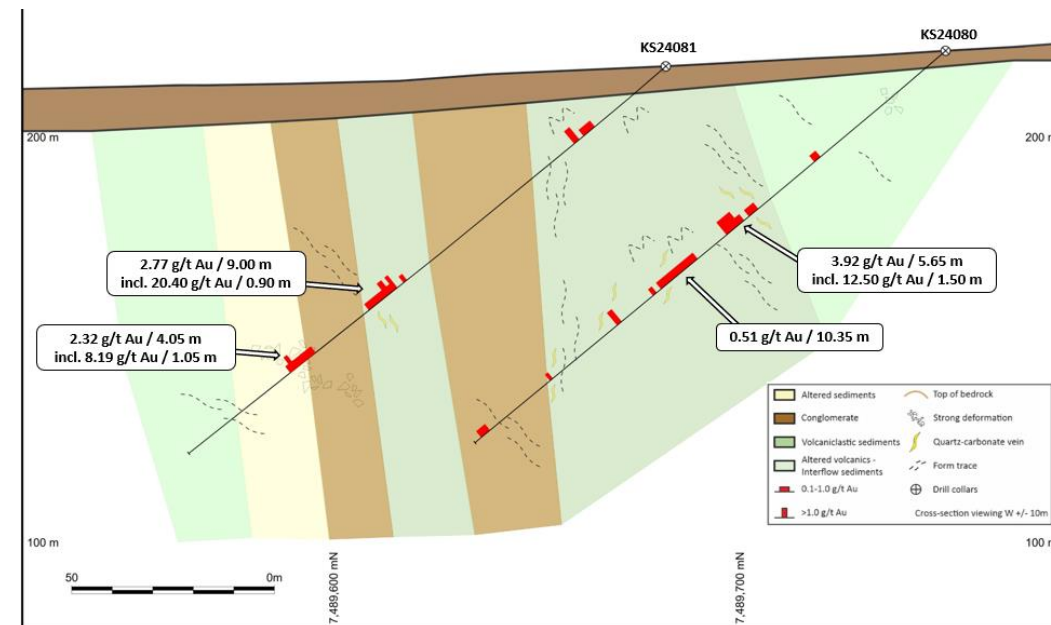 KS24081
KS24080
200 m
200 m
2.77 g/t Au / 9.00 m
incl. 20.40 g/t Au / 0.90 m
3.92 g/t Au / 5.65 m
incl. 12.50 g/t Au / 1.50 m
2.32 g/t Au / 4.05 m
incl. 8.19 g/t Au / 1.05 m
0.51 g/t Au / 10.35 m
Altered sediments
Top of bedrock
Conglomerate
Strong deformation
Volcaniclastic sediments
Quartz-carbonate vein
Altered volcanics -
Interflow sediments
Form trace
0.1-1.0 g/t Au
Drill collars
>1.0 g/t Au
Cross-section viewing W +/- 10m
100 m
100 m
50
0m
7,489,600 mN
7,489,700 mN